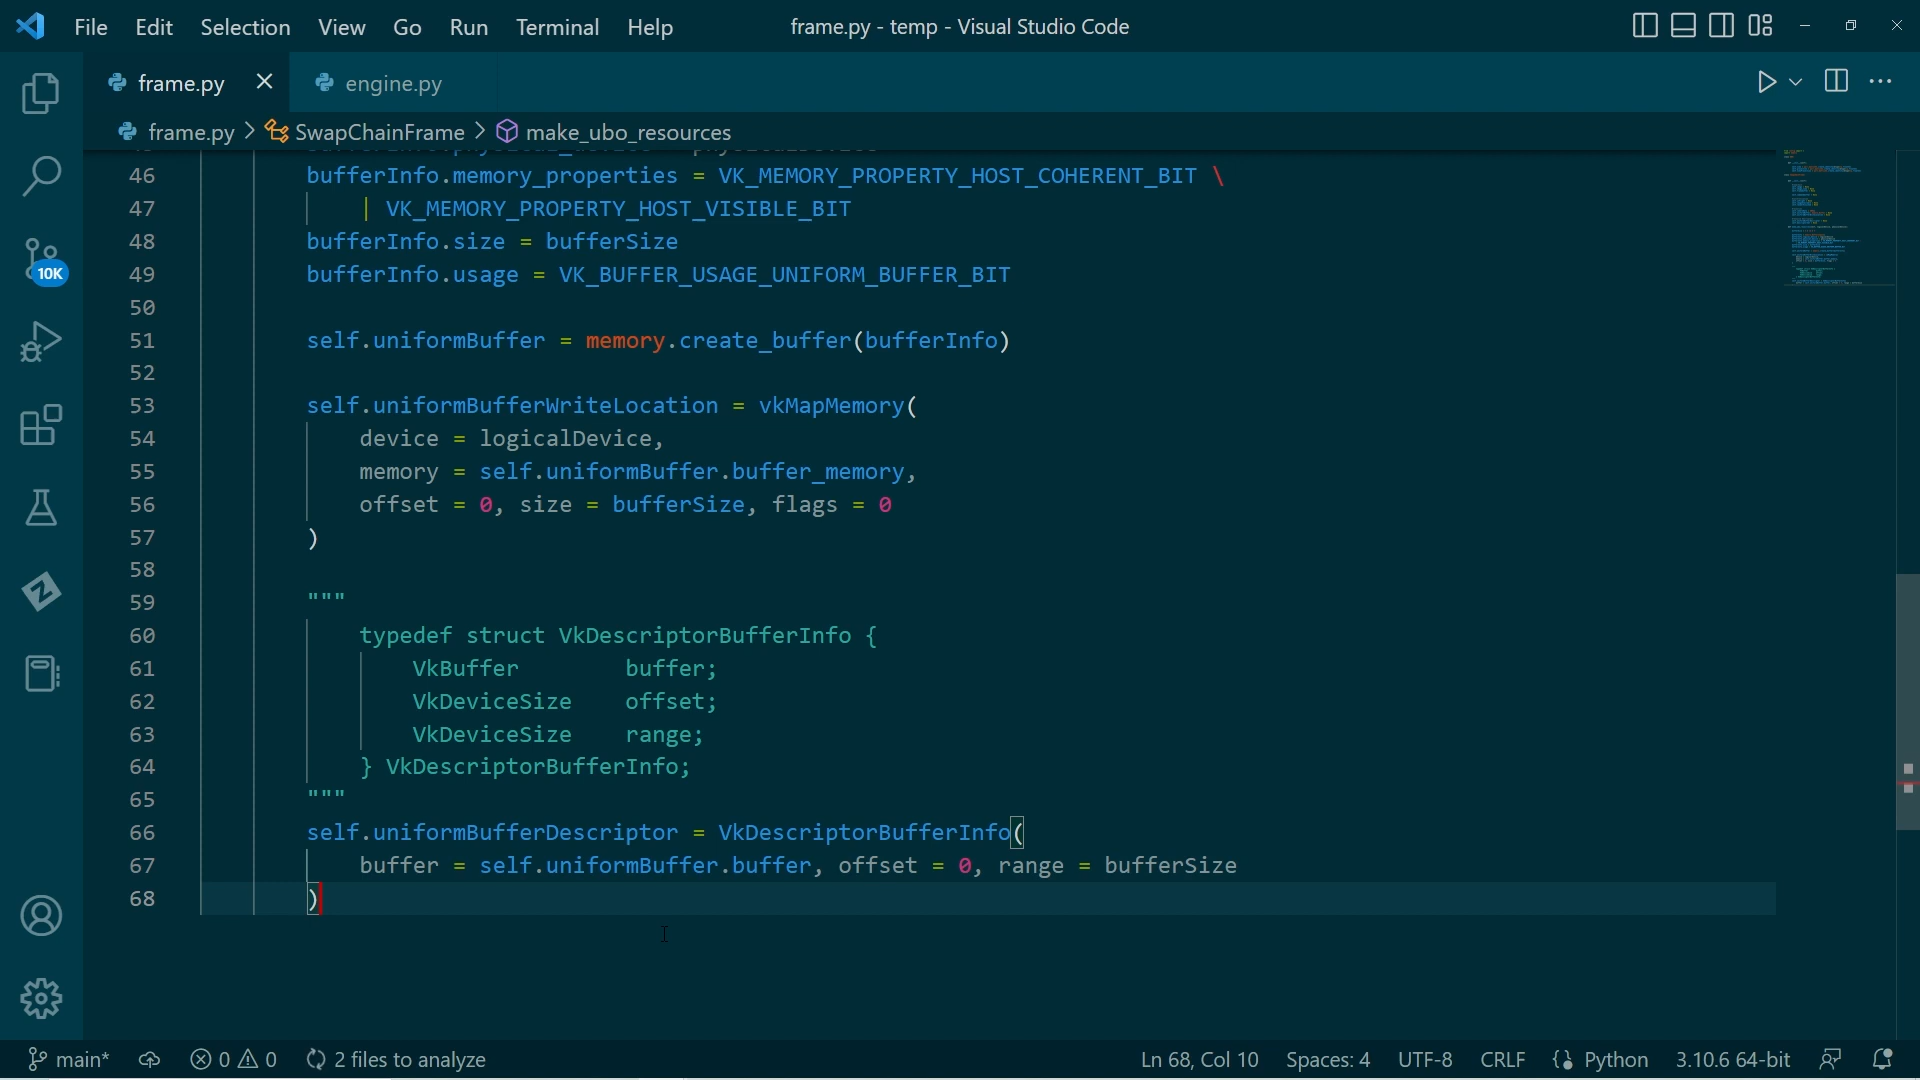 File Edit Selection View Go Run Terminal Help frame.py - temp - Visual Studio Code
frame.py engine.py
frame.py > SwapChainFrame > make_ubo_resources
46 bufferInfo.memory_properties = VK_MEMORY_PROPERTY_HOST_COHERENT_BIT \
47 | VK_MEMORY_PROPERTY_HOST_VISIBLE_BIT
48 bufferInfo.size = bufferSize
49 bufferInfo.usage = VK_BUFFER_USAGE_UNIFORM_BUFFER_BIT
50
51 self.uniformBuffer = memory.create_buffer(bufferInfo)
52
53 self.uniformBufferWriteLocation = vkMapMemory(
54 device = logicalDevice,
55 memory = self.uniformBuffer.buffer_memory,
56 offset = 0, size = bufferSize, flags = 0
57 )
58
59 """
60 typedef struct VkDescriptorBufferInfo {
61 VkBuffer buffer;
62 VkDeviceSize offset;
63 VkDeviceSize range;
64 } VkDescriptorBufferInfo;
65 """
66 self.uniformBufferDescriptor = VkDescriptorBufferInfo(
67 buffer = self.uniformBuffer.buffer, offset = 0, range = bufferSize
68 )
10K
main* 0 0 2 files to analyze Ln 68, Col 10 Spaces: 4 UTF-8 CRLF Python 3.10.6 64-bit